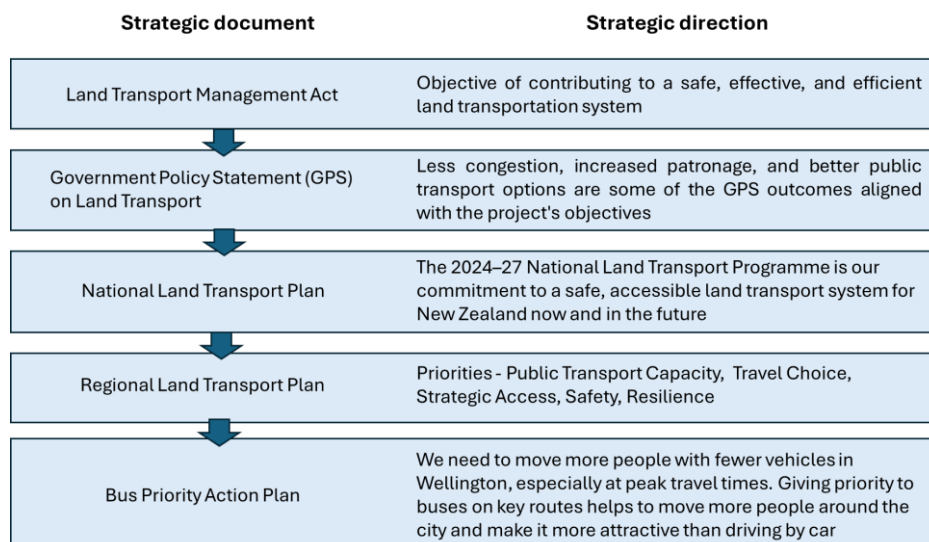 Strategic document
Strategic direction
Land Transport Management Act
Objective of contributing to a safe, effective, and efficient
land transportation system
Government Policy Statement (GPS)
on Land Transport
Less congestion, increased patronage, and better public
transport options are some of the GPS outcomes aligned
with the project's objectives
National Land Transport Plan
The 2024–27 National Land Transport Programme is our
commitment to a safe, accessible land transport system for
New Zealand now and in the future
Regional Land Transport Plan
Priorities - Public Transport Capacity, Travel Choice,
Strategic Access, Safety, Resilience
Bus Priority Action Plan
We need to move more people with fewer vehicles in
Wellington, especially at peak travel times. Giving priority to
buses on key routes helps to move more people around the
city and make it more attractive than driving by car